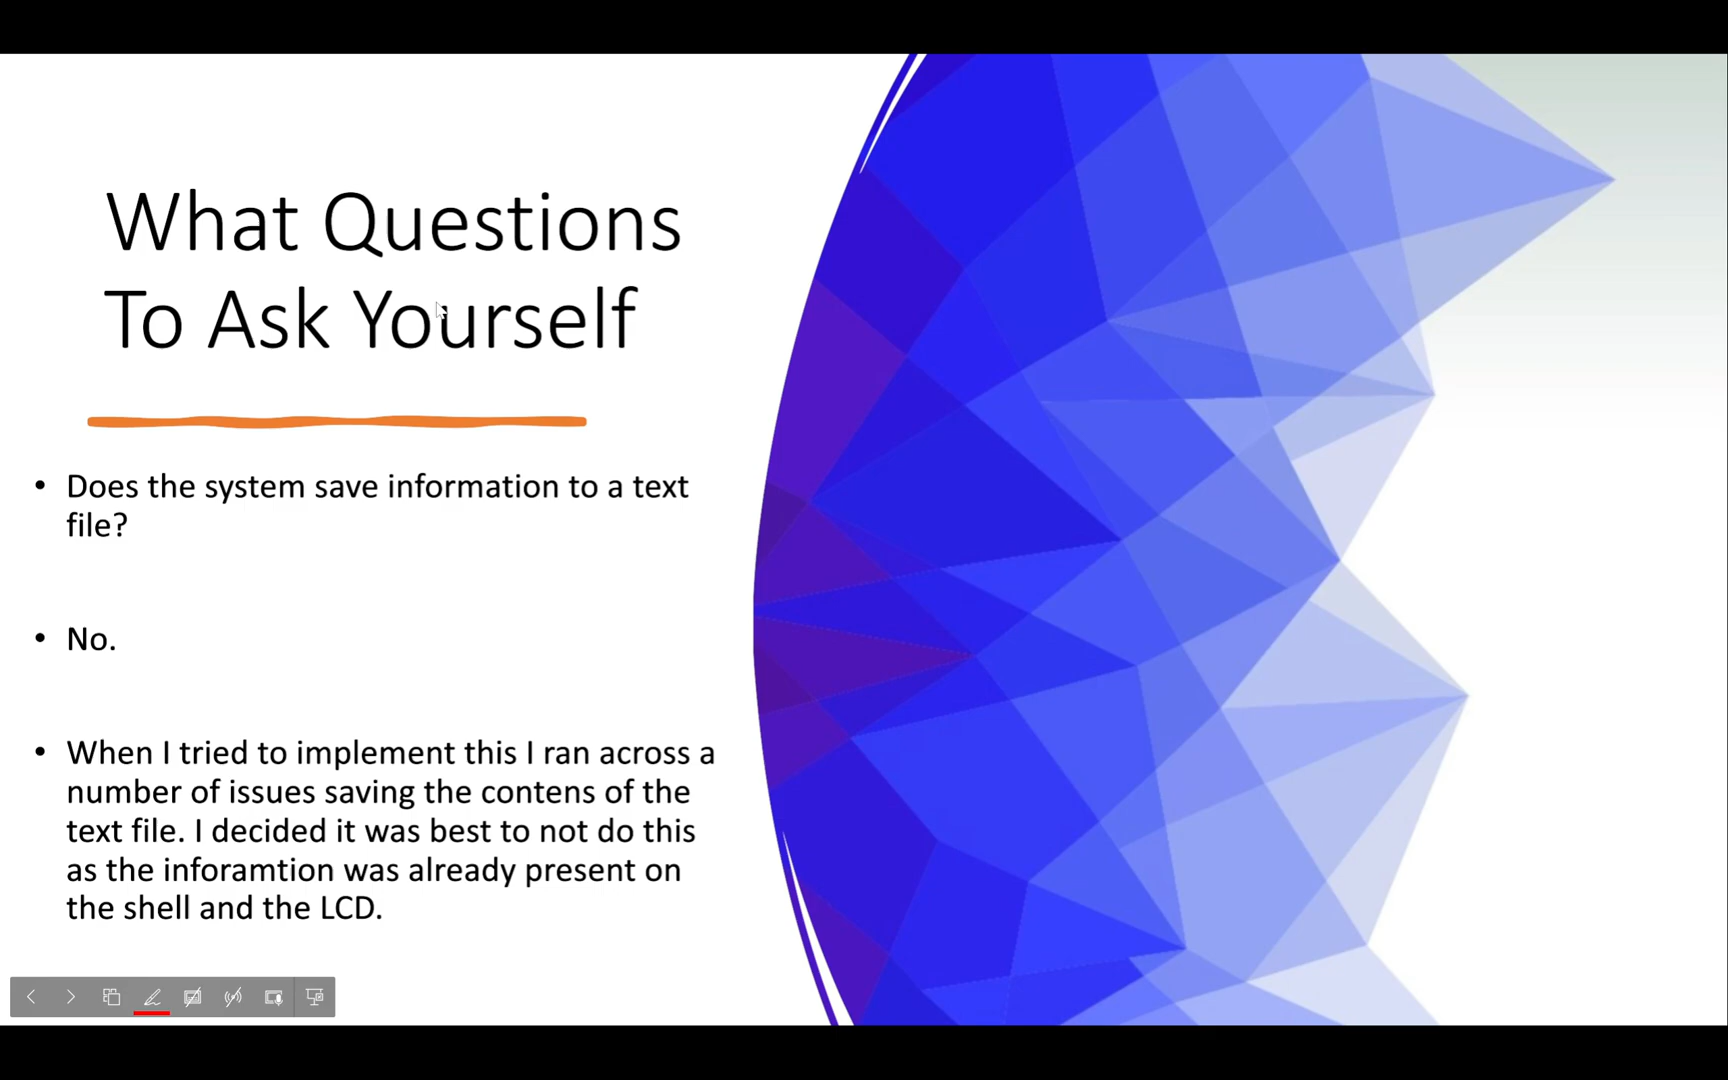 What Questions
To Ask Yourself
• Does the system save information to a text
file?
• No.
• When I tried to implement this I ran across a
number of issues saving the contens of the
text file. I decided it was best to not do this
as the inforamtion was already present on
the shell and the LCD.